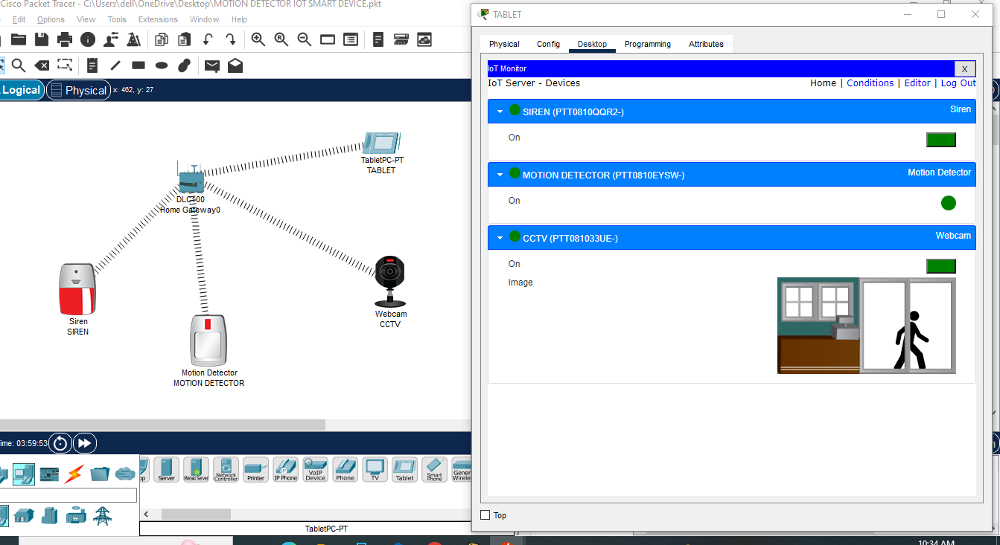 Cisco Packet Tracer - C:\Users\dell\OneDrive\Desktop\MOTION DETECTOR IOT SMART DEVICE.pkt
Edit Options View Tools Extensions Window Help
Logical Physical x: 462, y: 27
TabletPC-PT
TABLET
DLC100
Home Gateway0
Siren
SIREN
Webcam
CCTV
Motion Detector
MOTION DETECTOR
ime: 03:59:53
op Server Meraki Server Network Controller Printer IP Phone VoIP Device Phone TV Tablet Smart Phone Gener Wirele
TabletPC-PT
TABLET
Physical Config Desktop Programming Attributes
IoT Monitor X
IoT Server - Devices Home | Conditions | Editor | Log Out
SIREN (PTT0810QQR2-) Siren
On
MOTION DETECTOR (PTT0810EYSW-) Motion Detector
On
CCTV (PTT081033UE-) Webcam
On
Image
Top
10:34 AM